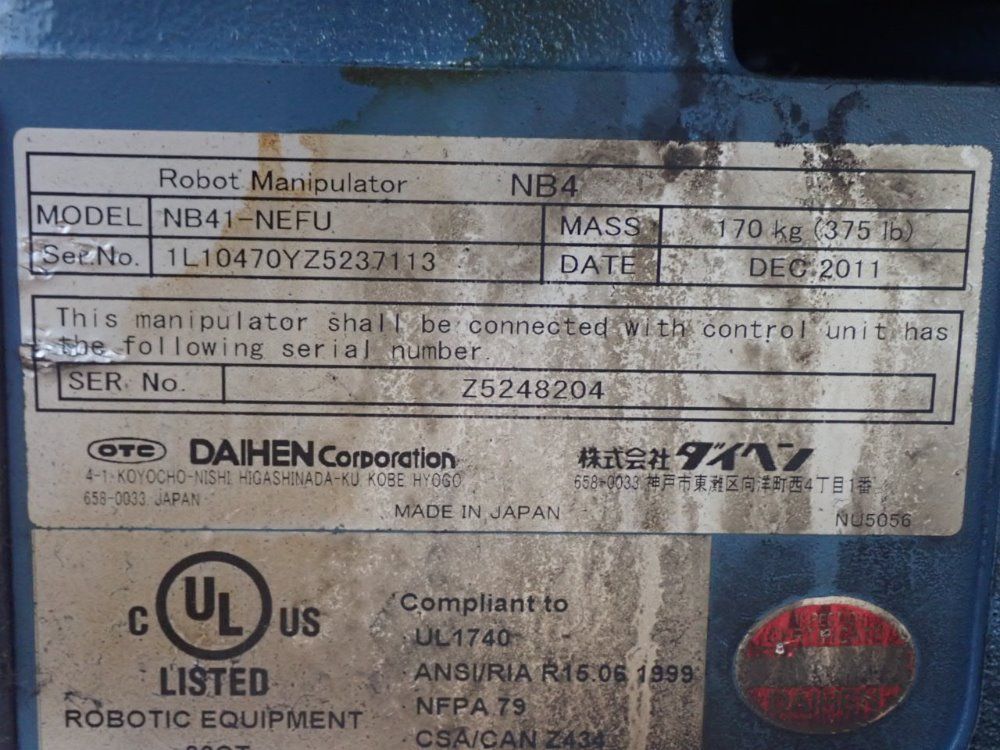 Robot Manipulator NB4
MODEL NB41-NEFU MASS 170 kg (375 lb)
Ser.No. 1L10470YZ5237113 DATE DEC 2011
This manipulator shall be connected with control unit has
the following serial number.
SER. No. Z5248204
OTC DAIHEN Corporation 株式会社 ダイヘン
4-1-KOYOCHO-NISHI HIGASHINADA-KU KOBE HYOGO 658-0033 神戸市東灘区向洋町西4丁目1番
658-0033 JAPAN
MADE IN JAPAN NU5056
C UL US
LISTED
ROBOTIC EQUIPMENT
Compliant to
UL1740
ANSI/RIA R15.06 1999
NFPA 79
CSA/CAN Z434